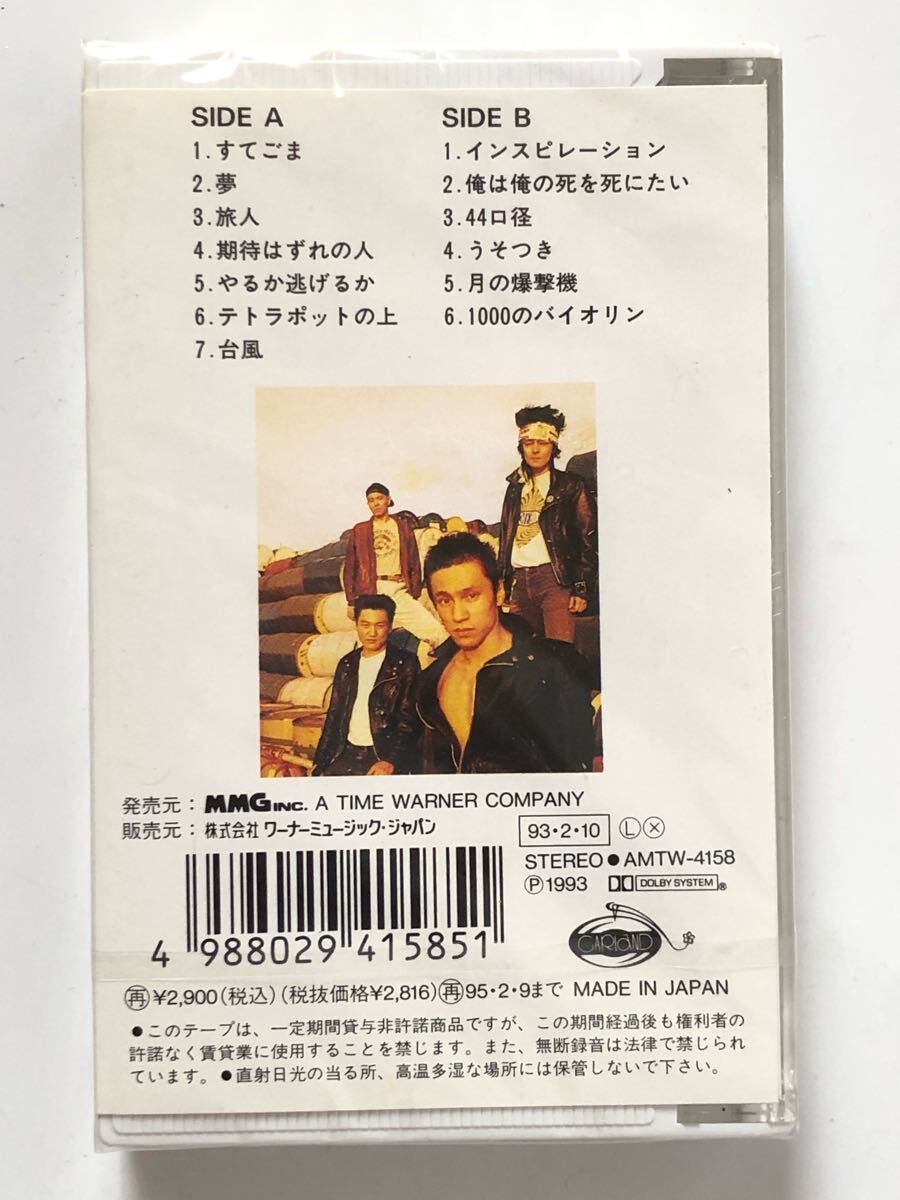 SIDE A
1.すてごま
2.夢
3.旅人
4.期待はずれの人
5.やるか逃げるか
6.テトラポットの上
7.台風
SIDE B
1.インスピレーション
2.俺は俺の死を死にたい
3.44口径
4.うそつき
5.月の爆撃機
6.1000のバイオリン
発売元：MMG INC. A TIME WARNER COMPANY
販売元：株式会社 ワーナーミュージック・ジャパン
93・2・10 Ⓛ Ⓧ
STEREO●AMTW-4158
Ⓟ1993 DOLBY SYSTEM®
4 988029 415851
GARLAND
再¥2,900(税込)(税抜価格¥2,816)再95・2・9まで MADE IN JAPAN
●このテープは、一定期間貸与非許諾商品ですが、この期間経過後も権利者の
許諾なく賃貸業に使用することを禁じます。また、無断録音は法律で禁じられ
ています。●直射日光の当る所、高温多湿な場所には保管しないで下さい。